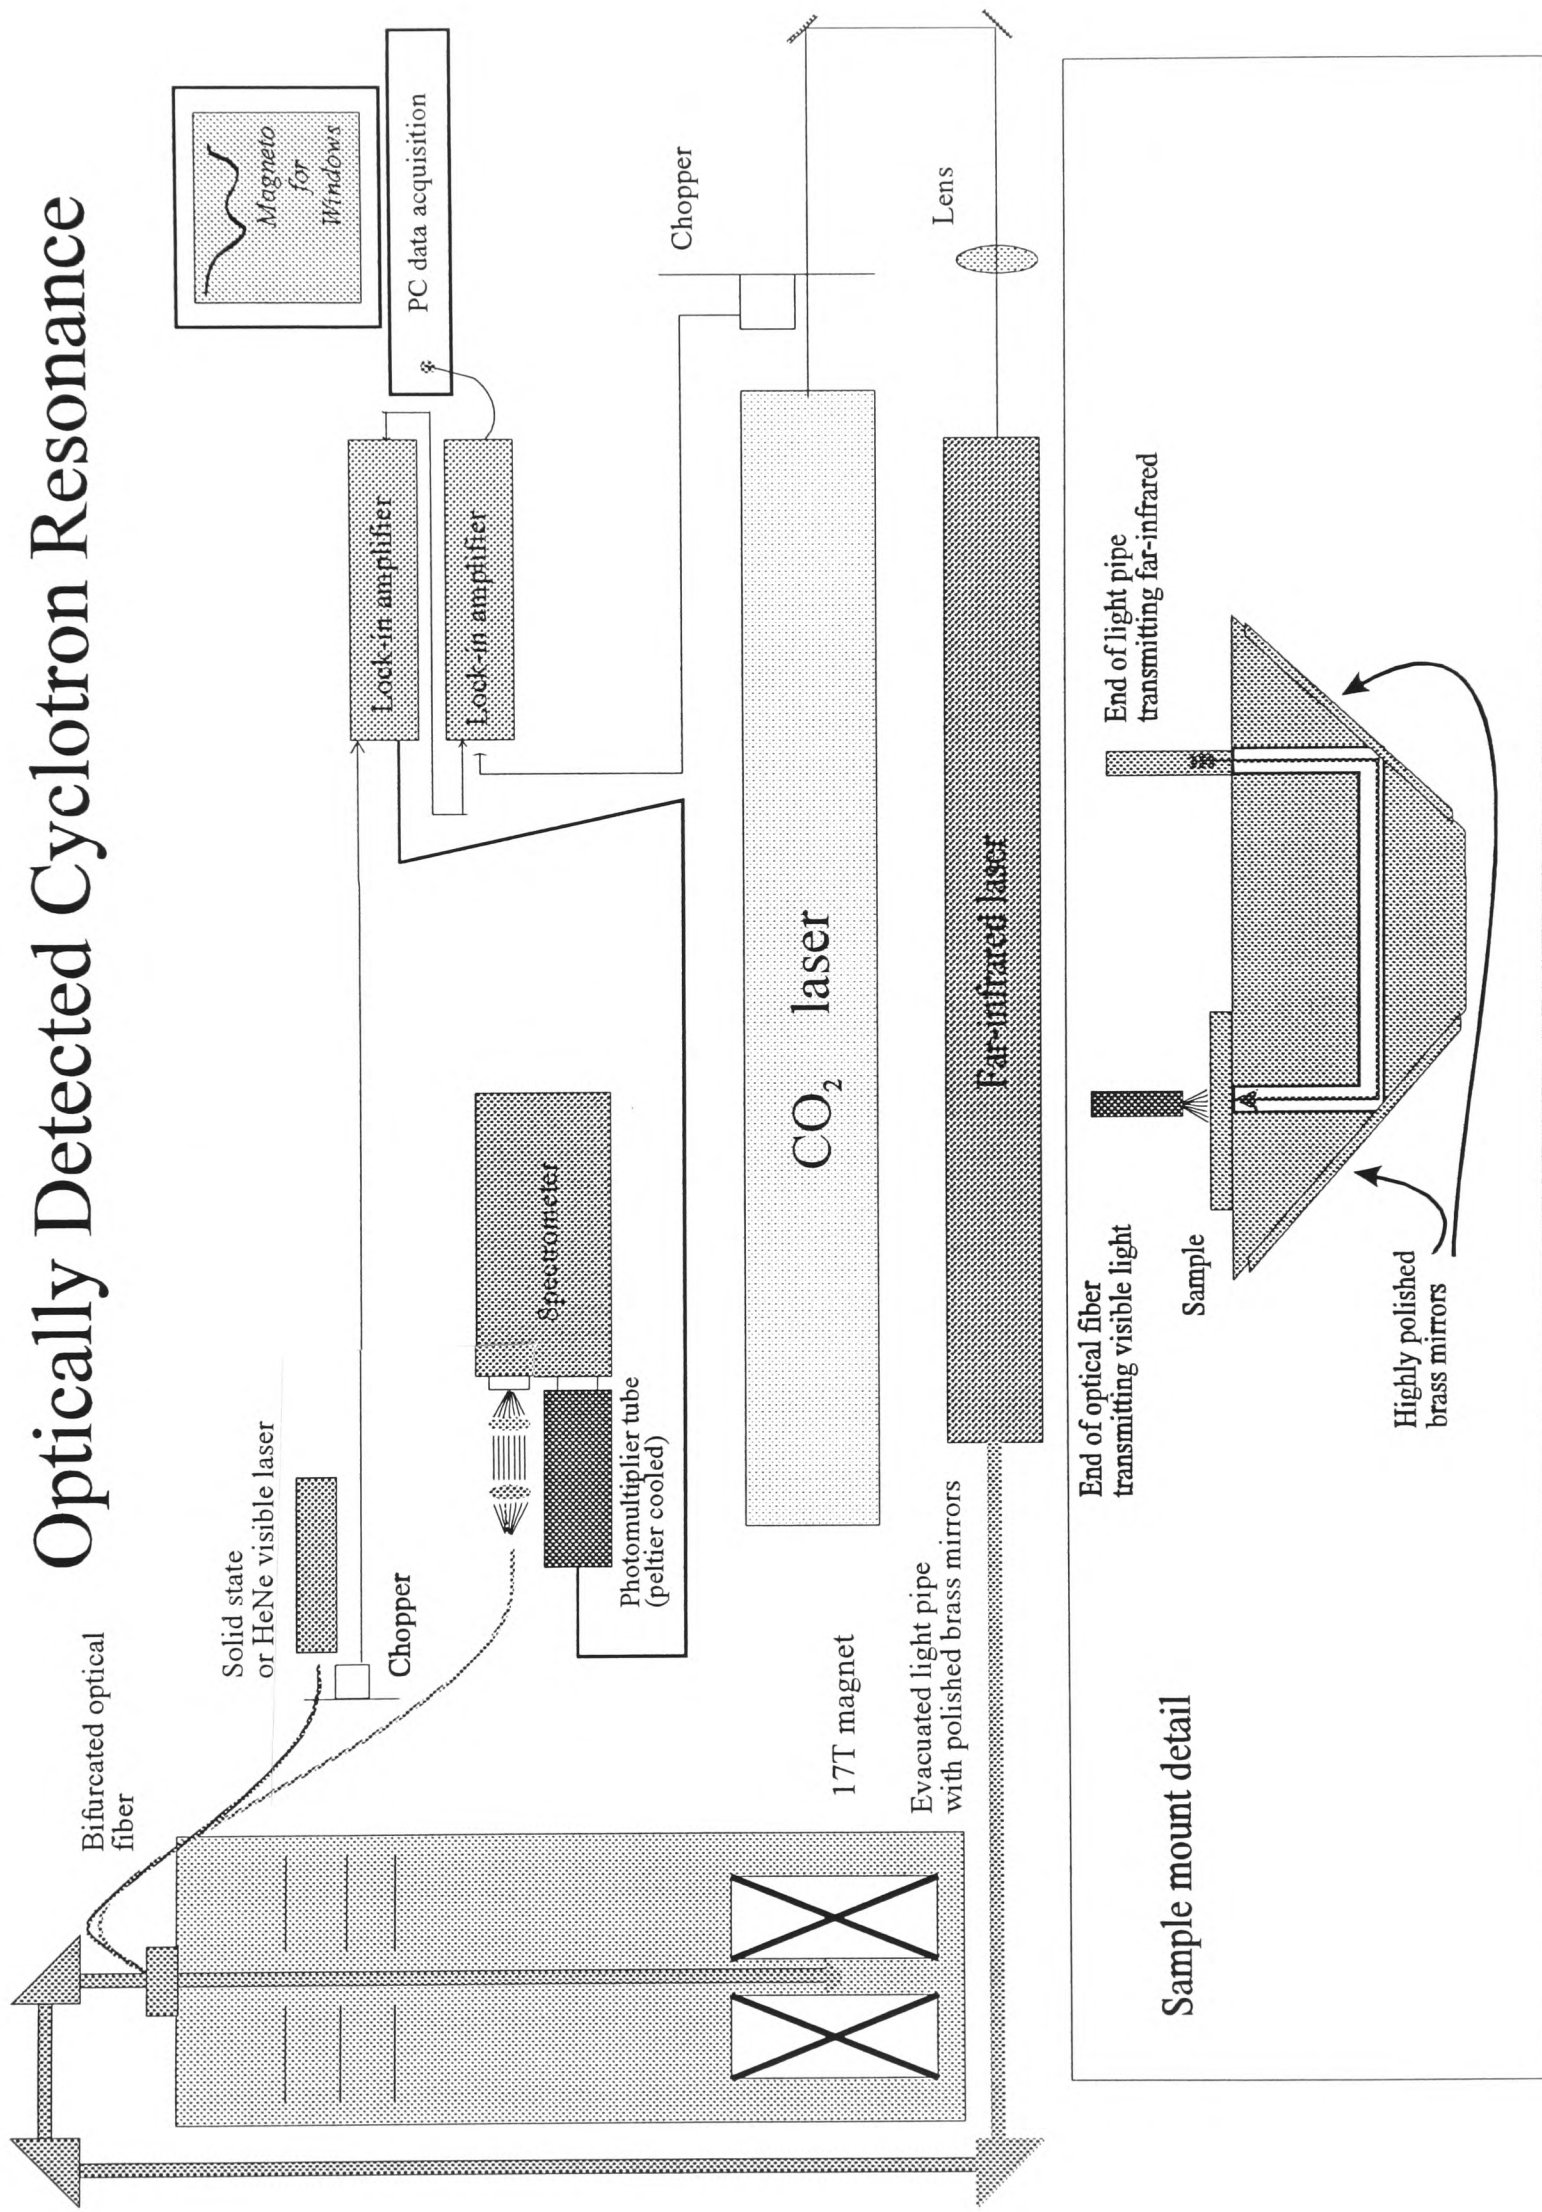 Optically Detected Cyclotron Resonance
Bifurcated optical
fiber
Solid state
or HeNe visible laser
Chopper
Lock-in amplifier
Lock-in amplifier
Magneto
for
Windows
PC data acquisition
Spectrometer
Photomultiplier tube
(peltier cooled)
Chopper
17T magnet
CO₂ laser
Lens
Evacuated light pipe
with polished brass mirrors
Far-infrared laser
Sample mount detail
End of optical fiber
transmitting visible light
End of light pipe
transmitting far-infrared
Sample
Highly polished
brass mirrors